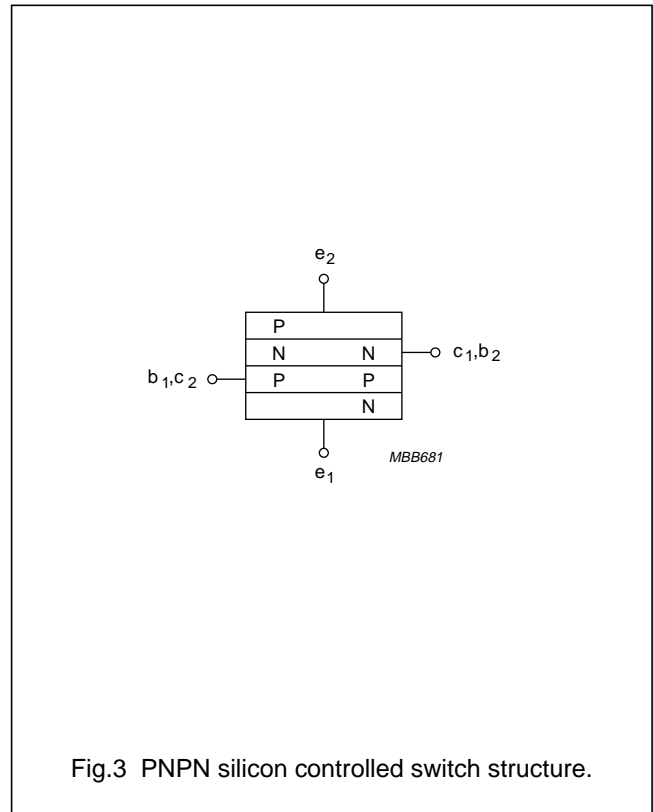 e2
P
N N c1,b2
b1,c2 P P
N
MBB681
e1
Fig.3 PNPN silicon controlled switch structure.